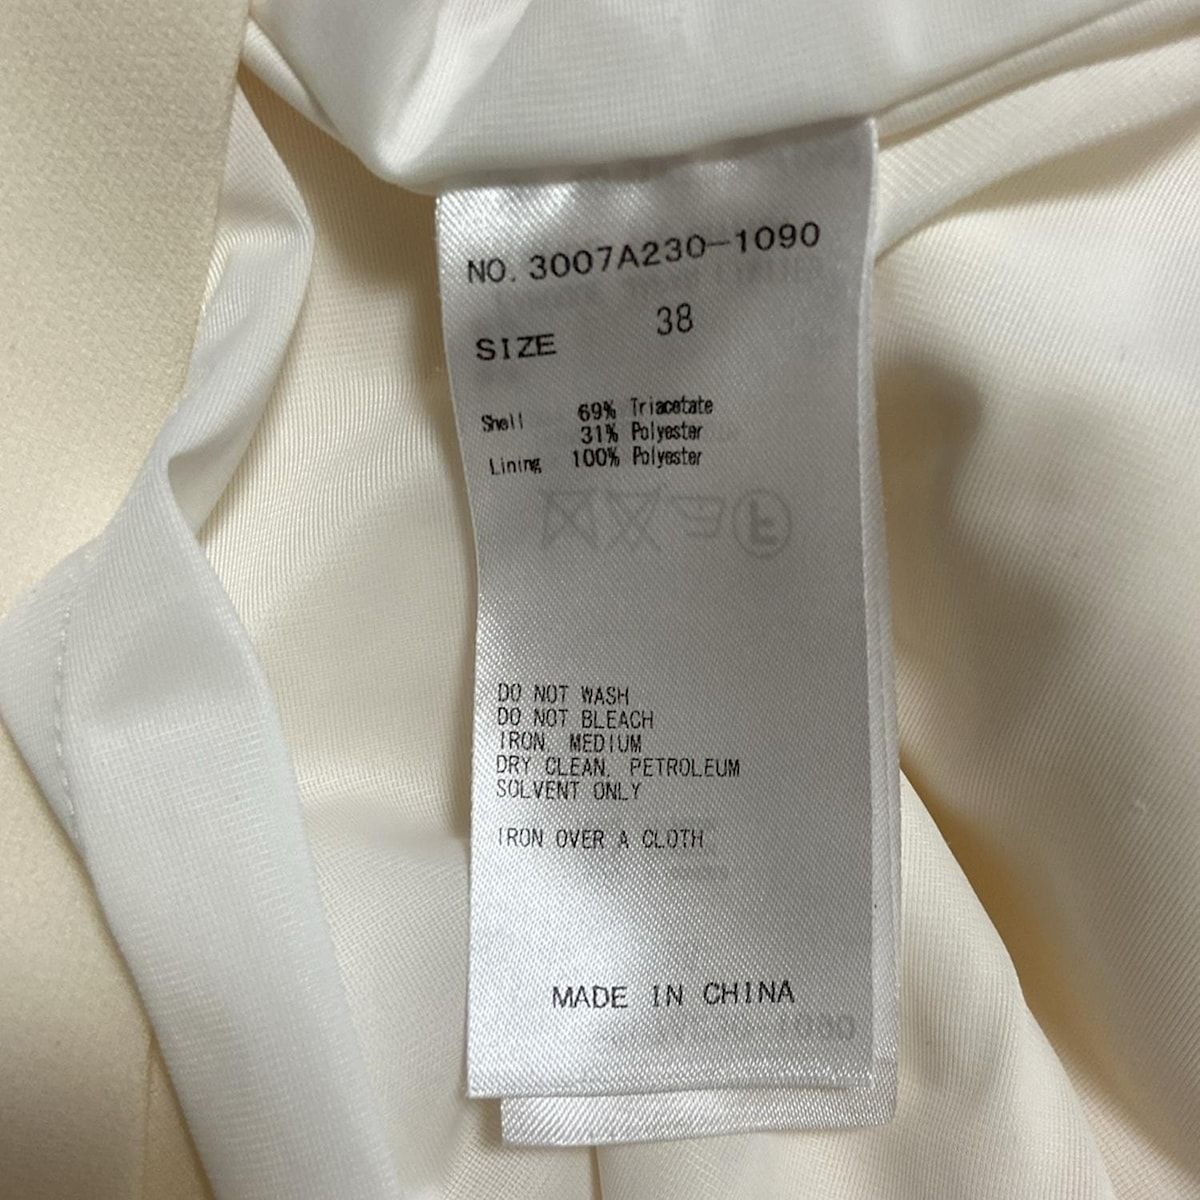 NO. 3007A230-1090
SIZE 38
Shell 69% Triacetate
31% Polyester
Lining 100% Polyester
DO NOT WASH
DO NOT BLEACH
IRON, MEDIUM
DRY CLEAN, PETROLEUM
SOLVENT ONLY
IRON OVER A CLOTH
MADE IN CHINA